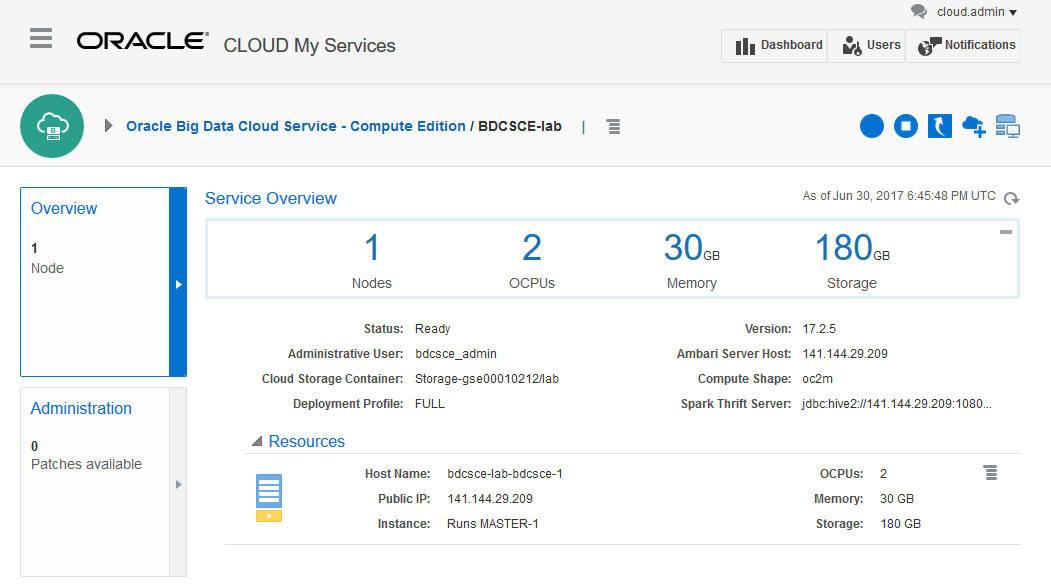 cloud.admin
ORACLE® CLOUD My Services
Dashboard Users Notifications
Oracle Big Data Cloud Service - Compute Edition / BDCSCE-lab |
Overview
1
Node
Administration
0
Patches available
Service Overview
As of Jun 30, 2017 6:45:48 PM UTC
1 2 30GB 180GB
Nodes OCPUs Memory Storage
Status: Ready Version: 17.2.5
Administrative User: bdcsce_admin Ambari Server Host: 141.144.29.209
Cloud Storage Container: Storage-gse00010212/lab Compute Shape: oc2m
Deployment Profile: FULL Spark Thrift Server: jdbc:hive2://141.144.29.209:1080...
Resources
Host Name: bdcsce-lab-bdcsce-1 OCPUs: 2
Public IP: 141.144.29.209 Memory: 30 GB
Instance: Runs MASTER-1 Storage: 180 GB